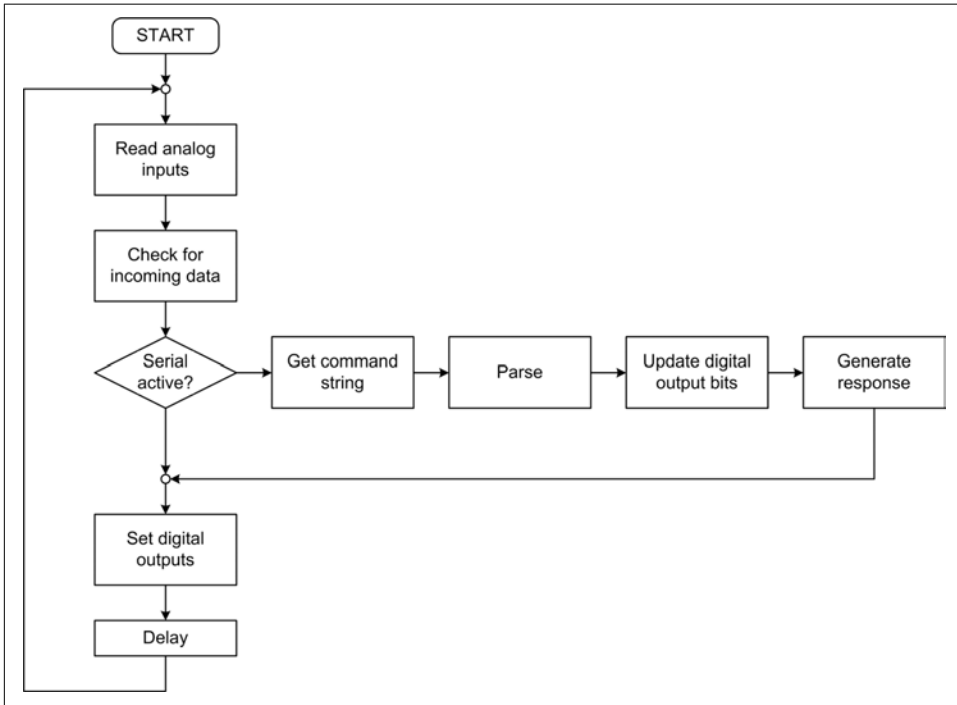 START
Read analog
inputs
Check for
incoming data
Serial
active?
Get command
string
Parse
Update digital
output bits
Generate
response
Set digital
outputs
Delay